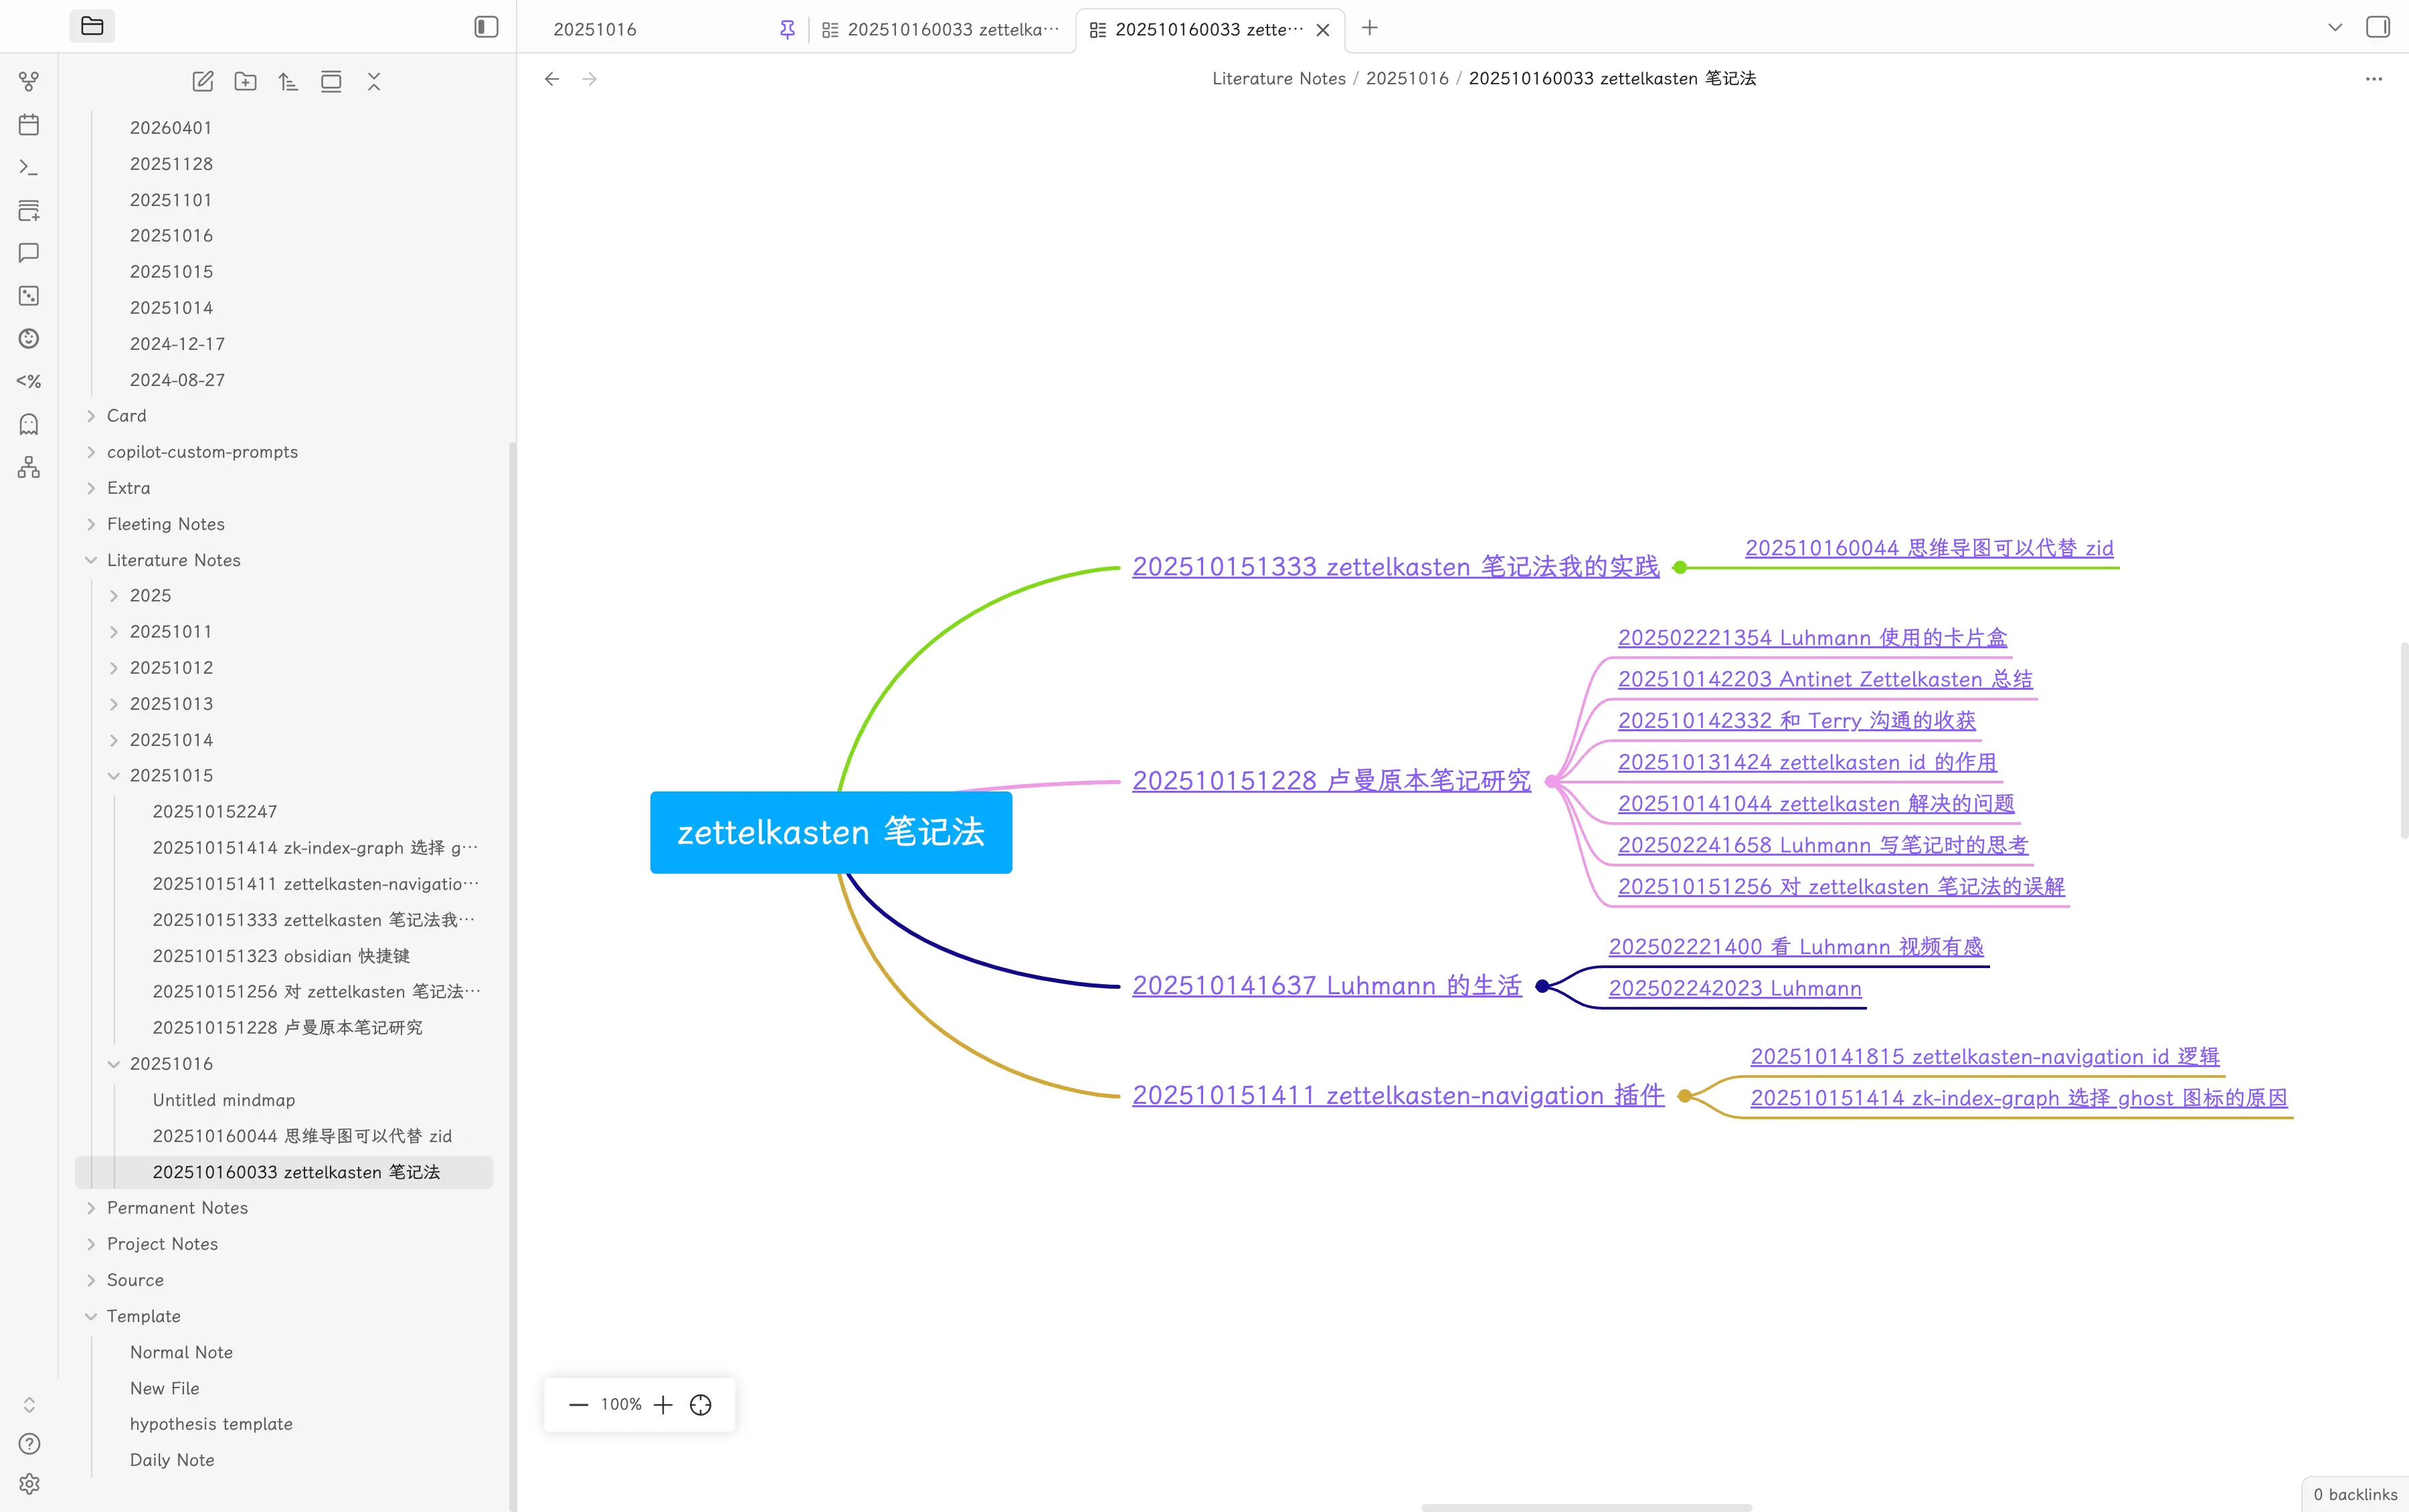 20251016
202510160033 zettelka…
202510160033 zette…
Literature Notes / 20251016 / 202510160033 zettelkasten 笔记法
<%
20260401
20251128
20251101
20251016
20251015
20251014
2024-12-17
2024-08-27
Card
copilot-custom-prompts
Extra
Fleeting Notes
Literature Notes
2025
20251011
20251012
20251013
20251014
20251015
202510152247
202510151414 zk-index-graph 选择 g…
202510151411 zettelkasten-navigatio…
202510151333 zettelkasten 笔记法我…
202510151323 obsidian 快捷键
202510151256 对 zettelkasten 笔记法…
202510151228 卢曼原本笔记研究
20251016
Untitled mindmap
202510160044 思维导图可以代替 zid
202510160033 zettelkasten 笔记法
Permanent Notes
Project Notes
Source
Template
Normal Note
New File
hypothesis template
Daily Note
zettelkasten 笔记法
202510151333 zettelkasten 笔记法我的实践
202510160044 思维导图可以代替 zid
202510151228 卢曼原本笔记研究
202502221354 Luhmann 使用的卡片盒
202510142203 Antinet Zettelkasten 总结
202510142332 和 Terry 沟通的收获
202510131424 zettelkasten id 的作用
202510141044 zettelkasten 解决的问题
202502241658 Luhmann 写笔记时的思考
202510151256 对 zettelkasten 笔记法的误解
202510141637 Luhmann 的生活
202502221400 看 Luhmann 视频有感
202502242023 Luhmann
202510151411 zettelkasten-navigation 插件
202510141815 zettelkasten-navigation id 逻辑
202510151414 zk-index-graph 选择 ghost 图标的原因
100%
0 backlinks